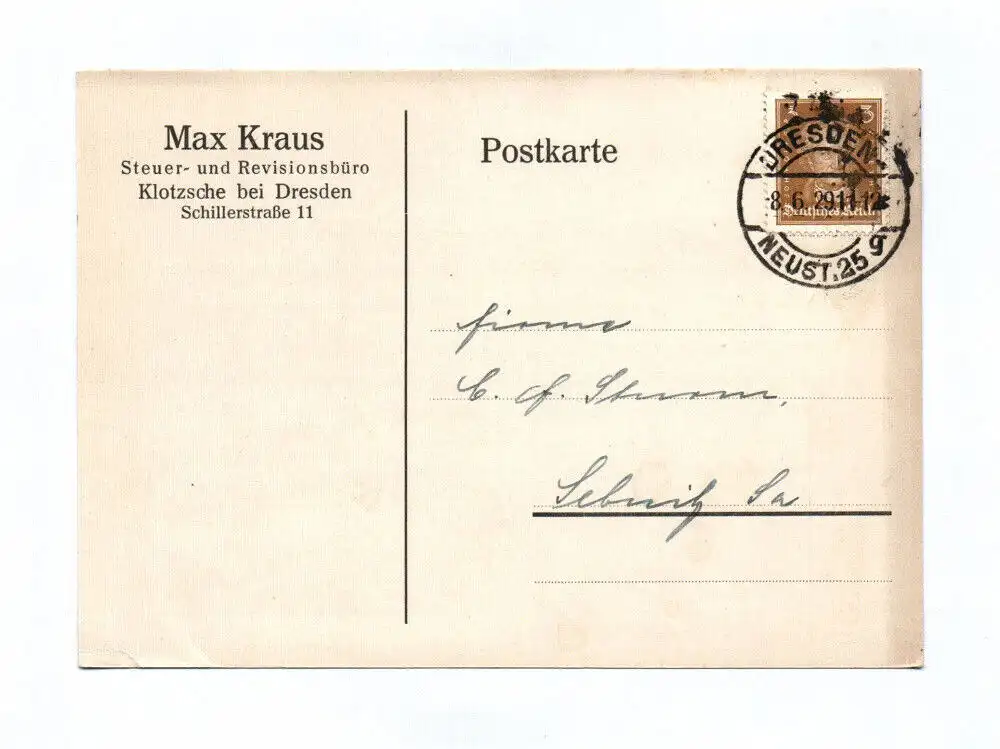 Max Kraus
Steuer- und Revisionsbüro
Klotzsche bei Dresden
Schillerstraße 11
Postkarte
3
Deutsches Reich
DRESDEN-
8.6.29 11-12
NEUST.25 g
Firma
C. F. Sturm,
Sebnitz Sa